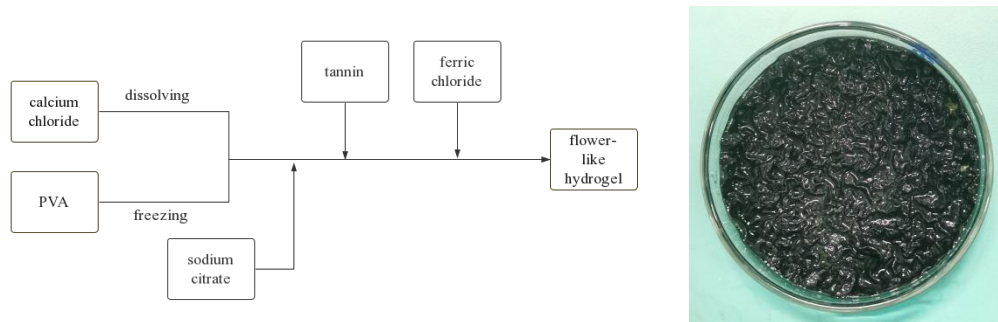 calcium
chloride
dissolving
PVA
freezing
sodium
citrate
tannin
ferric
chloride
flower-
like
hydrogel